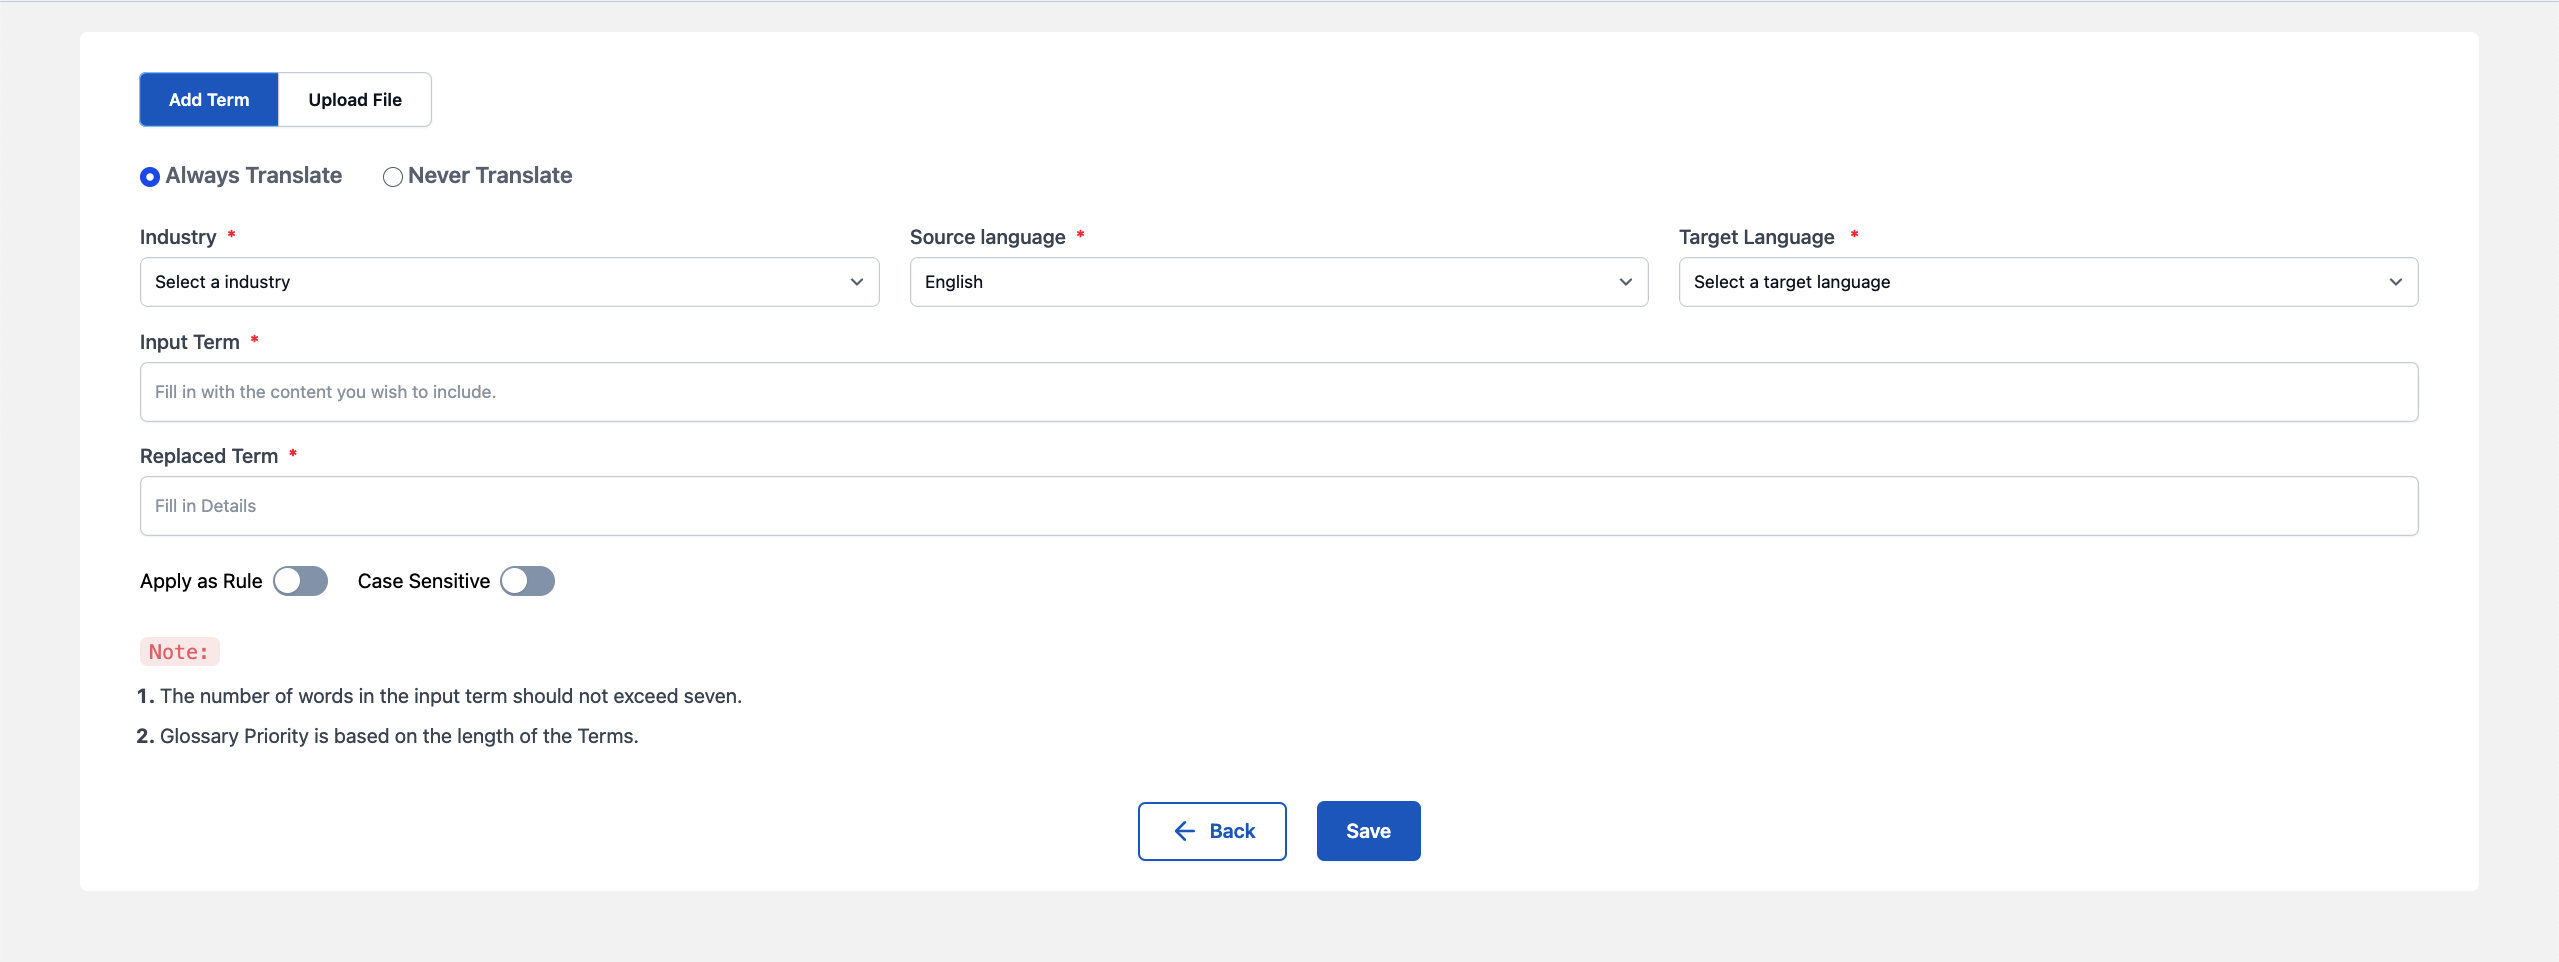 Add Term Upload File
Always Translate Never Translate
Industry * Source language * Target Language *
Select a industry English Select a target language
Input Term *
Fill in with the content you wish to include.
Replaced Term *
Fill in Details
Apply as Rule Case Sensitive
Note:
1. The number of words in the input term should not exceed seven.
2. Glossary Priority is based on the length of the Terms.
Back Save